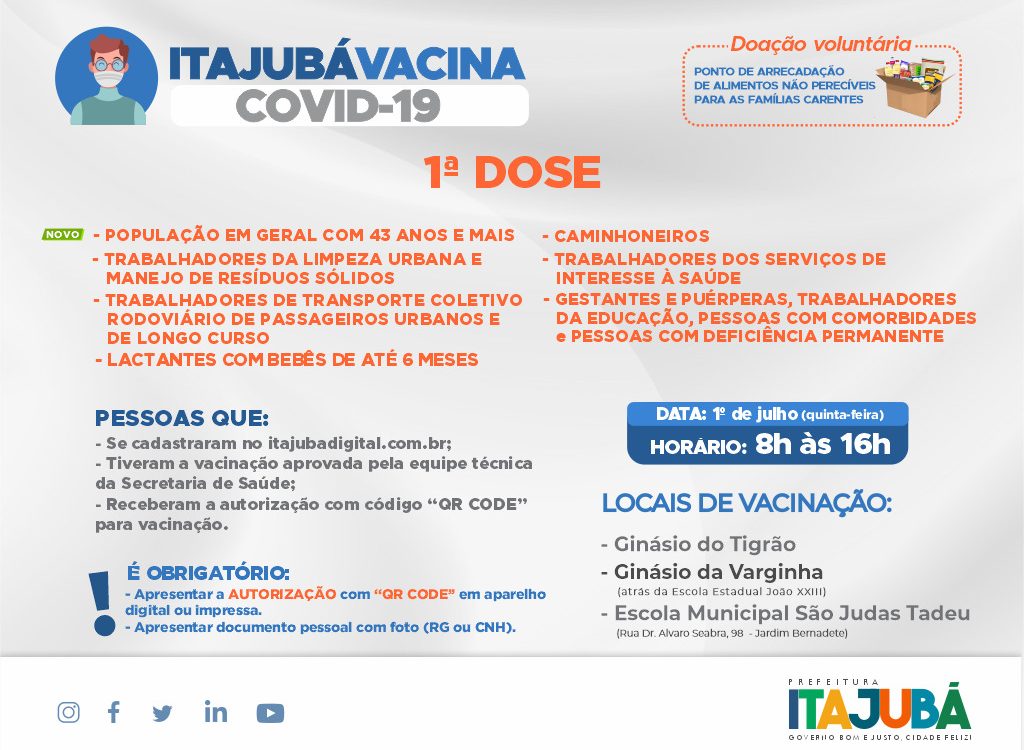 ITAJUBÁVACINA
COVID-19
Doação voluntária
PONTO DE ARRECADAÇÃO
DE ALIMENTOS NÃO PERECÍVEIS
PARA AS FAMÍLIAS CARENTES
1ª DOSE
NOVO - POPULAÇÃO EM GERAL COM 43 ANOS E MAIS
- TRABALHADORES DA LIMPEZA URBANA E
MANEJO DE RESÍDUOS SÓLIDOS
- TRABALHADORES DE TRANSPORTE COLETIVO
RODOVIÁRIO DE PASSAGEIROS URBANOS E
DE LONGO CURSO
- LACTANTES COM BEBÊS DE ATÉ 6 MESES
- CAMINHONEIROS
- TRABALHADORES DOS SERVIÇOS DE
INTERESSE À SAÚDE
- GESTANTES E PUÉRPERAS, TRABALHADORES
DA EDUCAÇÃO, PESSOAS COM COMORBIDADES
e PESSOAS COM DEFICIÊNCIA PERMANENTE
PESSOAS QUE:
- Se cadastraram no itajubadigital.com.br;
- Tiveram a vacinação aprovada pela equipe técnica
da Secretaria de Saúde;
- Receberam a autorização com código “QR CODE”
para vacinação.
! É OBRIGATÓRIO:
- Apresentar a AUTORIZAÇÃO com “QR CODE” em aparelho
digital ou impressa.
- Apresentar documento pessoal com foto (RG ou CNH).
DATA: 1º de julho (quinta-feira)
HORÁRIO: 8h às 16h
LOCAIS DE VACINAÇÃO:
- Ginásio do Tigrão
- Ginásio da Varginha
(atrás da Escola Estadual João XXIII)
- Escola Municipal São Judas Tadeu
(Rua Dr. Alvaro Seabra, 98 - Jardim Bernadete)
PREFEITURA
ITAJUBÁ
GOVERNO BOM E JUSTO, CIDADE FELIZ!